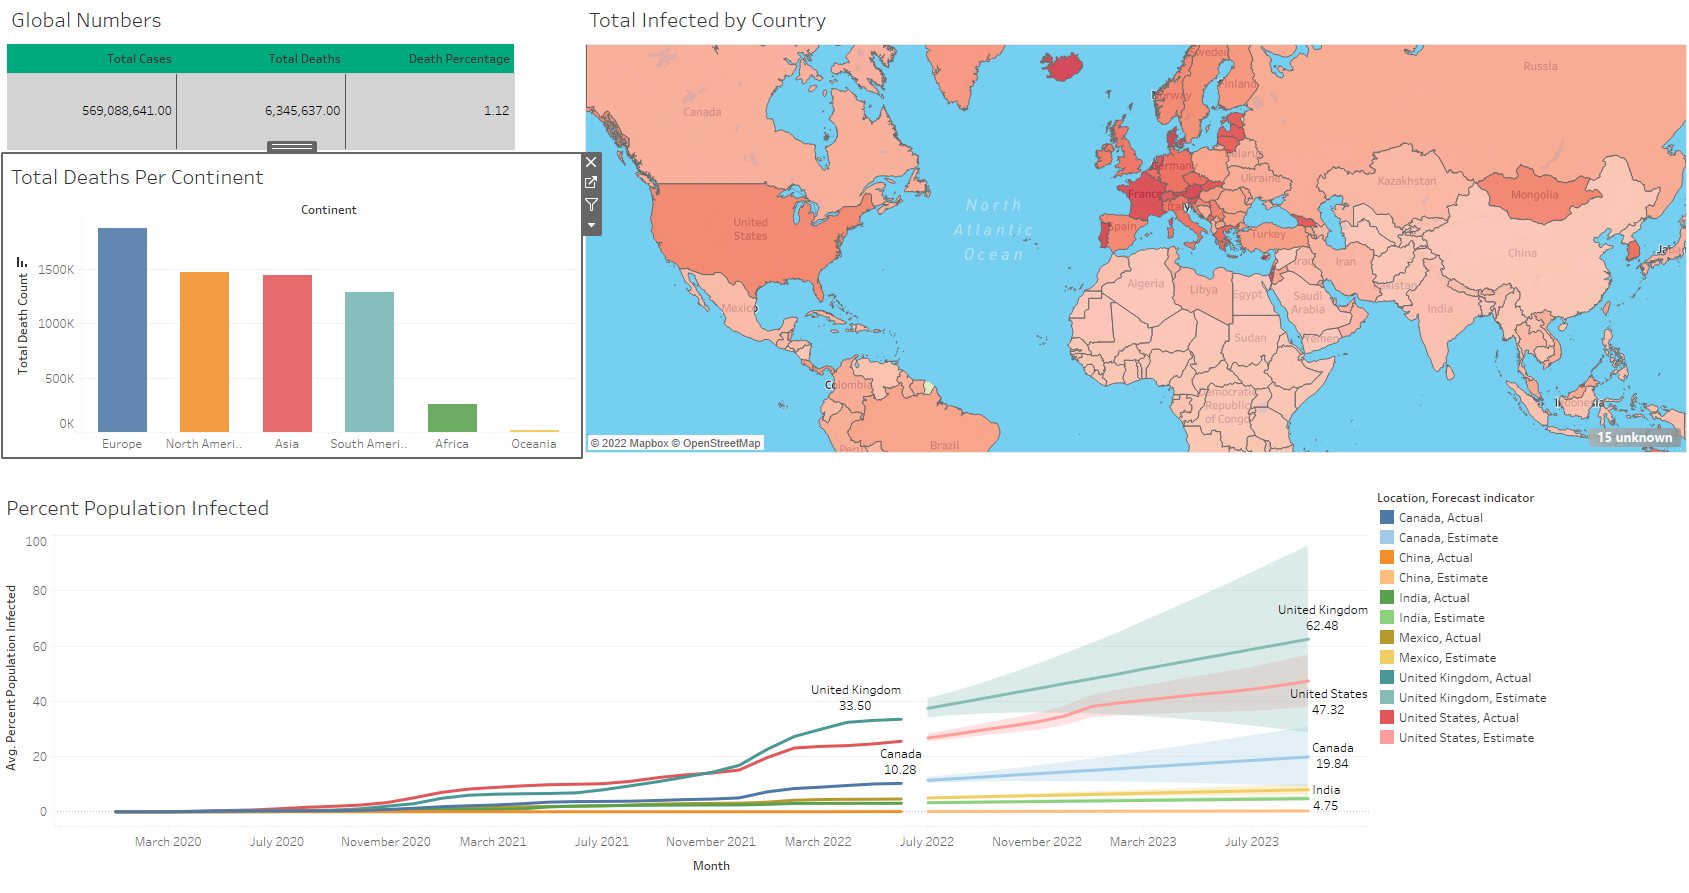 Global Numbers
Total Cases Total Deaths Death Percentage
569,088,641.00 6,345,637.00 1.12
Total Deaths Per Continent
Continent
Total Death Count
1500K
1000K
500K
0K
Europe North Ameri.. Asia South Ameri.. Africa Oceania
Total Infected by Country
Sweden
Russia
Finland
Norway
Canada
Belarus
Germany
Ukraine
Kazakhstan
France
Mongolia
Italy
United
States
Spain
Turkey
North
Atlantic
Ocean
China
Iraq Iran
Algeria Libya Egypt
Pakistan
Saudi
Arabia
India
Mexico
Sudan
Yemen
Colombia
Democratic
Republic
of Congo
Indonesia
Brazil
Peru
15 unknown
© 2022 Mapbox © OpenStreetMap
Percent Population Infected
Avg. Percent Population Infected
100
80
60
40
20
0
United Kingdom
33.50
Canada
10.28
United Kingdom
62.48
United States
47.32
Canada
19.84
India
4.75
March 2020 July 2020 November 2020 March 2021 July 2021 November 2021 March 2022 July 2022 November 2022 March 2023 July 2023
Month
Location, Forecast indicator
Canada, Actual
Canada, Estimate
China, Actual
China, Estimate
India, Actual
India, Estimate
Mexico, Actual
Mexico, Estimate
United Kingdom, Actual
United Kingdom, Estimate
United States, Actual
United States, Estimate